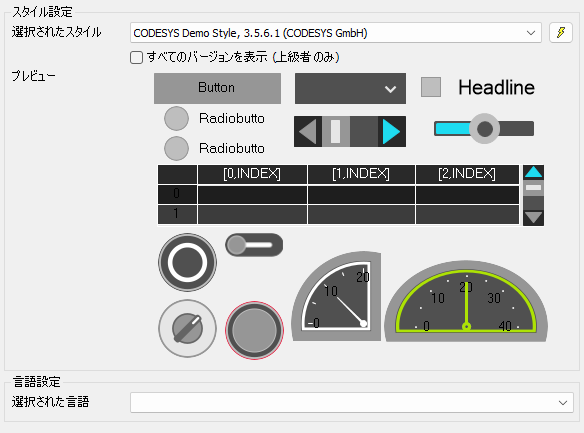 スタイル設定
選択されたスタイル
CODESYS Demo Style, 3.5.6.1 (CODESYS GmbH)
すべてのバージョンを表示 (上級者 のみ)
プレビュー
Button
Headline
Radiobutto
Radiobutto
[0,INDEX] [1,INDEX] [2,INDEX]
0
1
0 10 20
0 10 20 30 40
言語設定
選択された言語